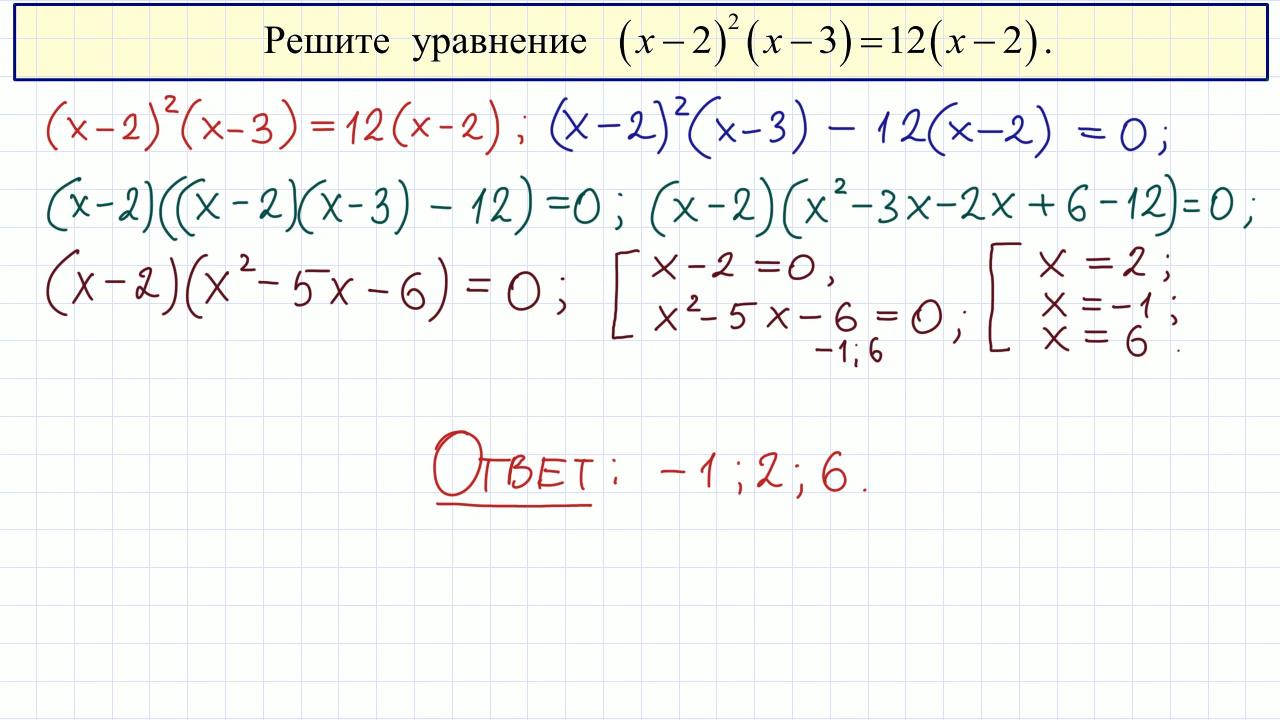 Решите уравнение (x−2)²(x−3)=12(x−2).
(x−2)²(x−3)=12(x−2); (x−2)²(x−3)−12(x−2)=0;
(x−2)((x−2)(x−3)−12)=0; (x−2)(x²−3x−2x+6−12)=0;
(x−2)(x²−5x−6)=0; [x−2=0, [x=2;
x²−5x−6=0; x=−1;
−1;6 x=6.
Ответ: −1;2;6.